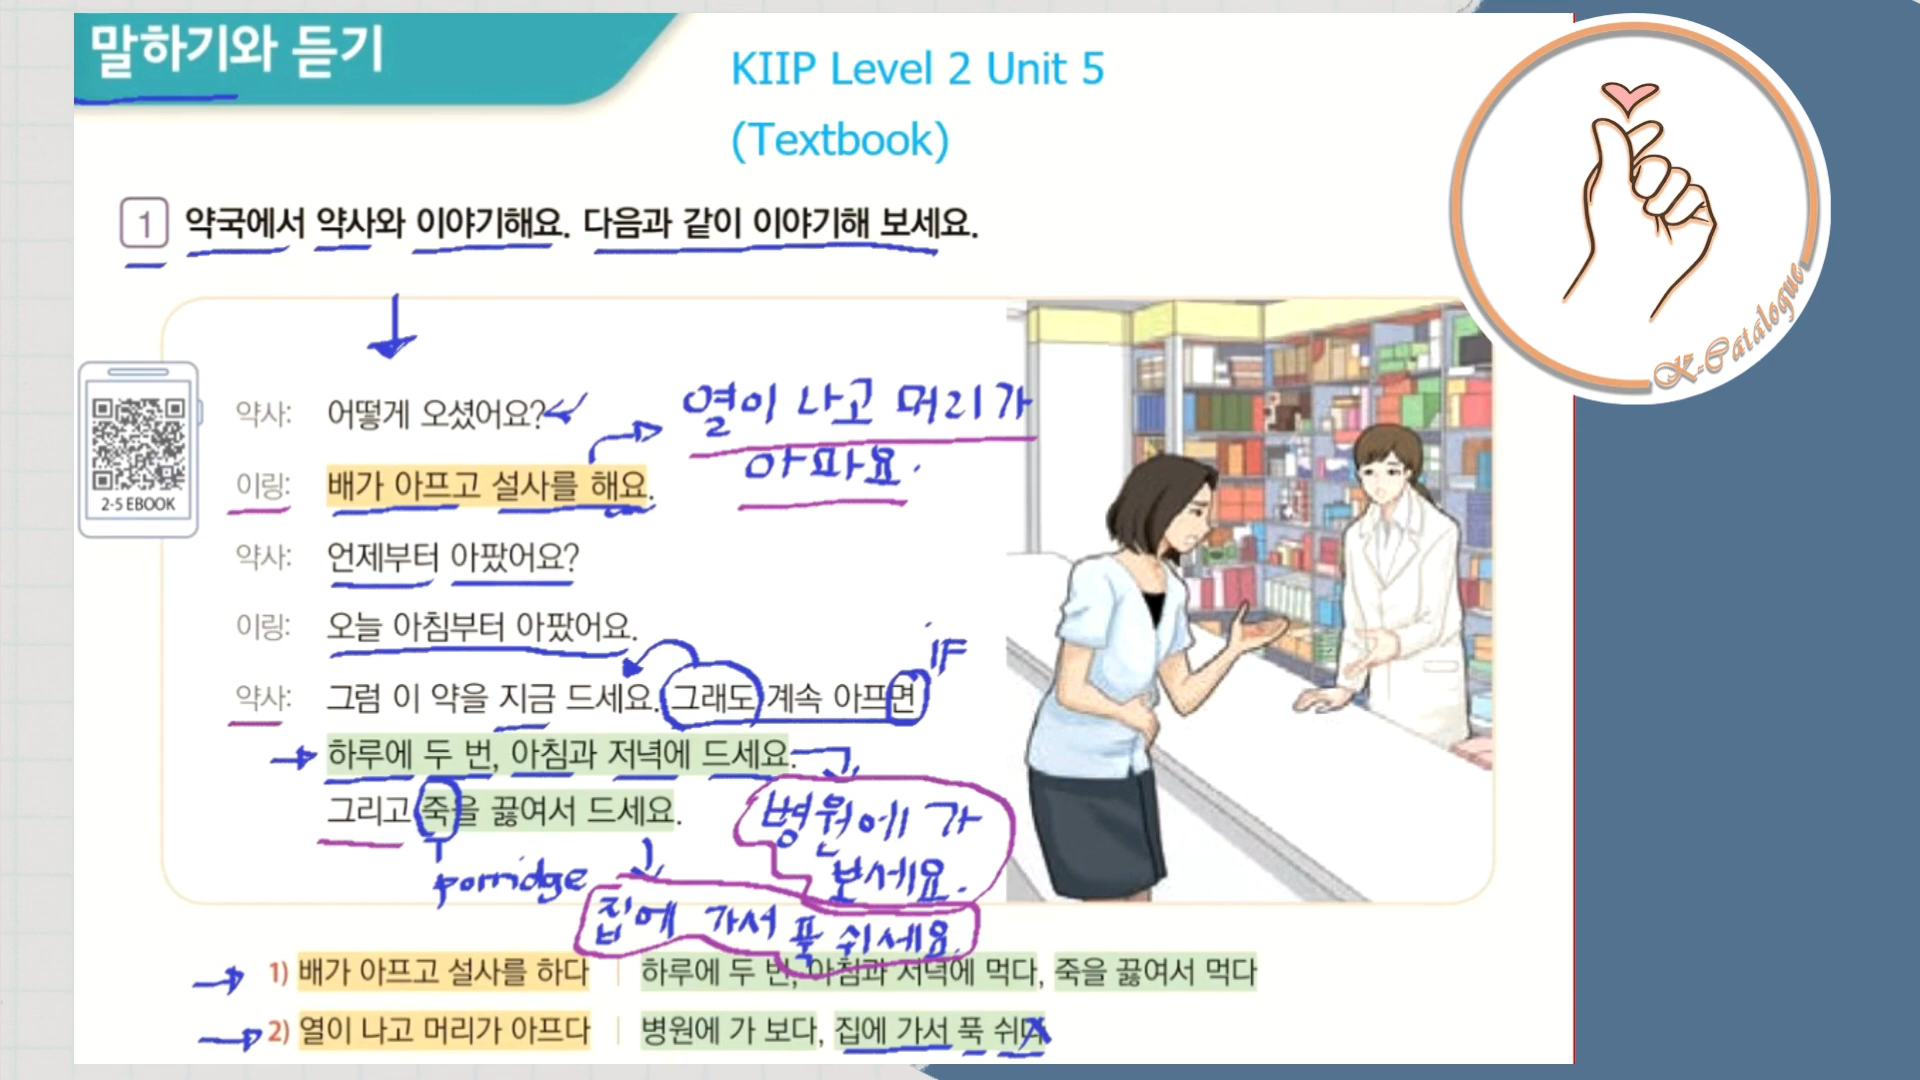 말하기와 듣기
KIIP Level 2 Unit 5
(Textbook)
K-Catalogue
1 약국에서 약사와 이야기해요. 다음과 같이 이야기해 보세요.
2-5 EBOOK
약사: 어떻게 오셨어요?
열이 나고 머리가
아파요.
이링: 배가 아프고 설사를 해요.
약사: 언제부터 아팠어요?
이링: 오늘 아침부터 아팠어요.
IF
약사: 그럼 이 약을 지금 드세요. 그래도 계속 아프면
하루에 두 번, 아침과 저녁에 드세요.
그리고 죽을 끓여서 드세요.
병원에 가
보세요.
porridge
집에 가서 푹 쉬세요.
1) 배가 아프고 설사를 하다 | 하루에 두 번, 아침과 저녁에 먹다, 죽을 끓여서 먹다
2) 열이 나고 머리가 아프다 | 병원에 가 보다, 집에 가서 푹 쉬다